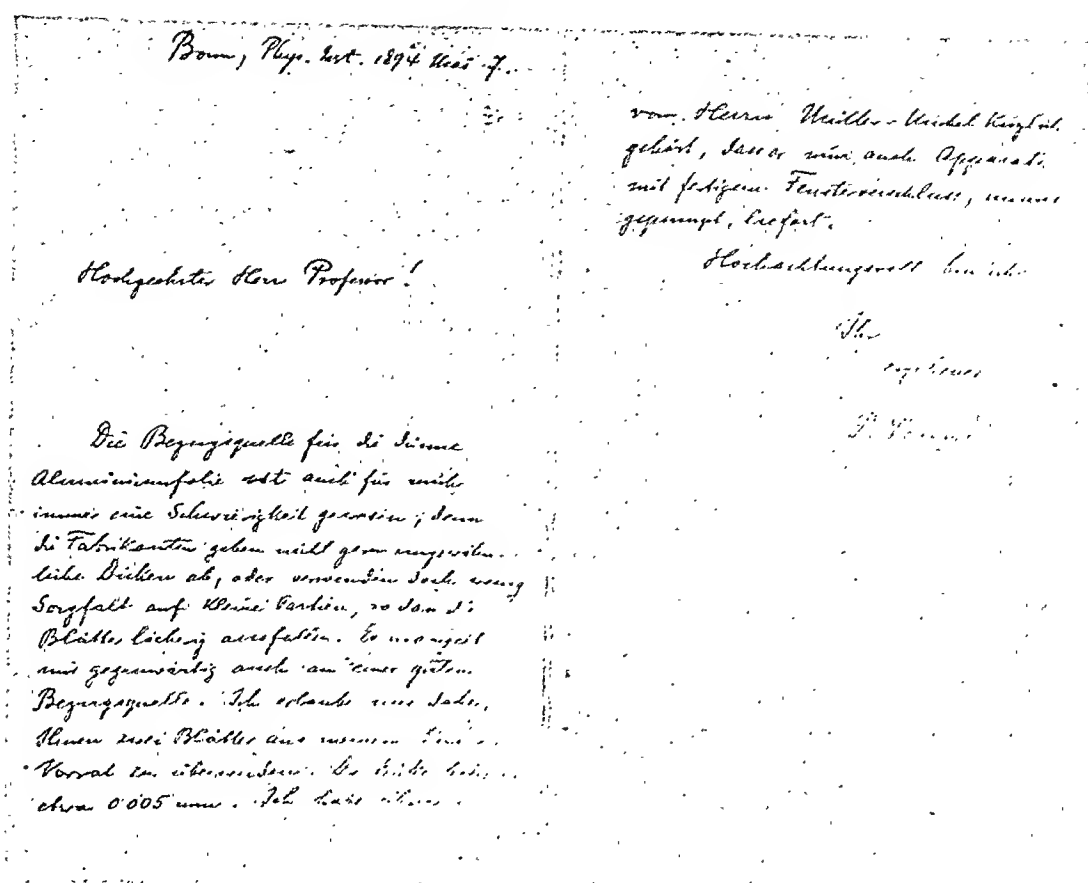 Bonn, Phys. Inst. 1894 Mai 7.
Hochgeehrter Herr Professor!
Die Bezugsquelle für die dünne
Aluminiumfolie ist auch für mich
immer eine Schwierigkeit gewesen; denn
die Fabrikanten geben nicht gern ungewöhn-
liche Dicken ab, oder verwenden doch wenig
Sorgfalt auf kleine Partien, so dass die
Blätter löcherig ausfallen. Es mangelt
mir gegenwärtig auch an einer guten
Bezugsquelle. Ich erlaube mir daher,
Ihnen zwei Blätter aus meinem
Vorrat zu übersenden. Die Dicke
etwa 0.005 mm. Ich habe
von Herrn Müller-Unkel
gehört, dass er nun auch Apparate
mit fertigem Fensterverschluss,
gepumpt, liefert.
Hochachtungsvoll bin ich
Ihr
ergebener
P. Lenard